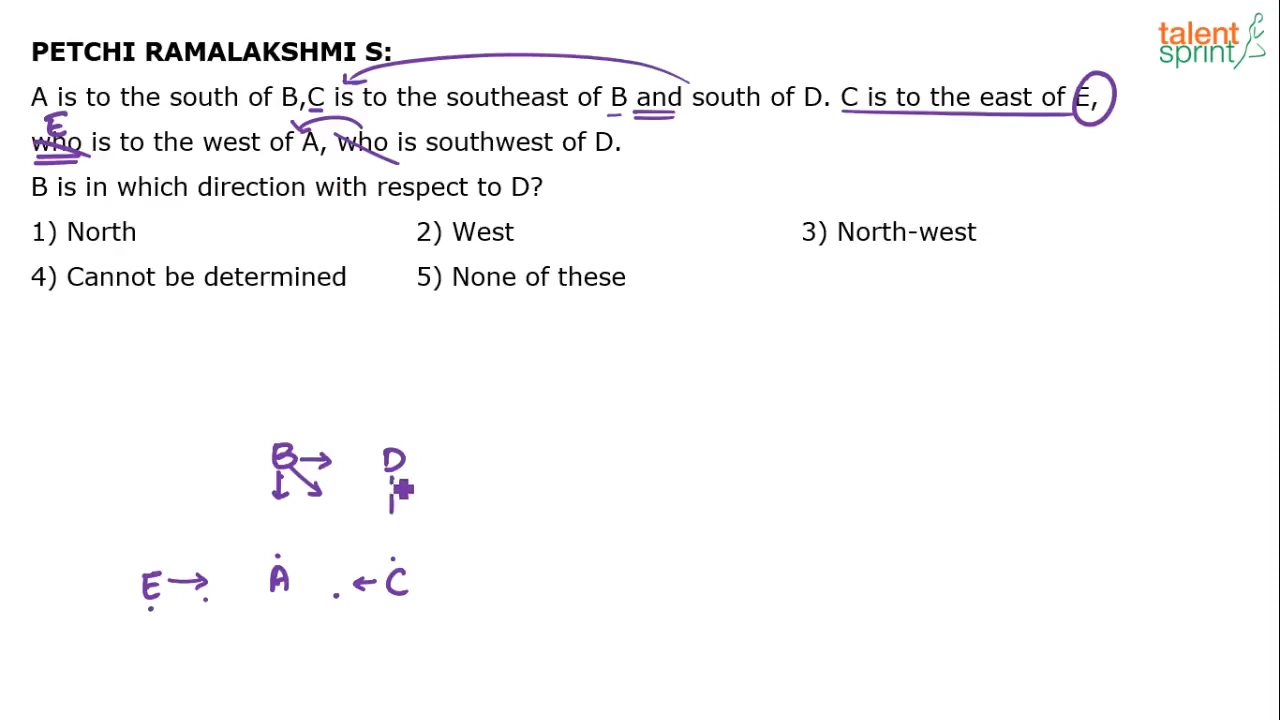 talent
sprint
PETCHI RAMALAKSHMI S:
A is to the south of B,C is to the southeast of B and south of D. C is to the east of E,
E
who is to the west of A, who is southwest of D.
B is in which direction with respect to D?
1) North 2) West 3) North-west
4) Cannot be determined 5) None of these
B D
E A C